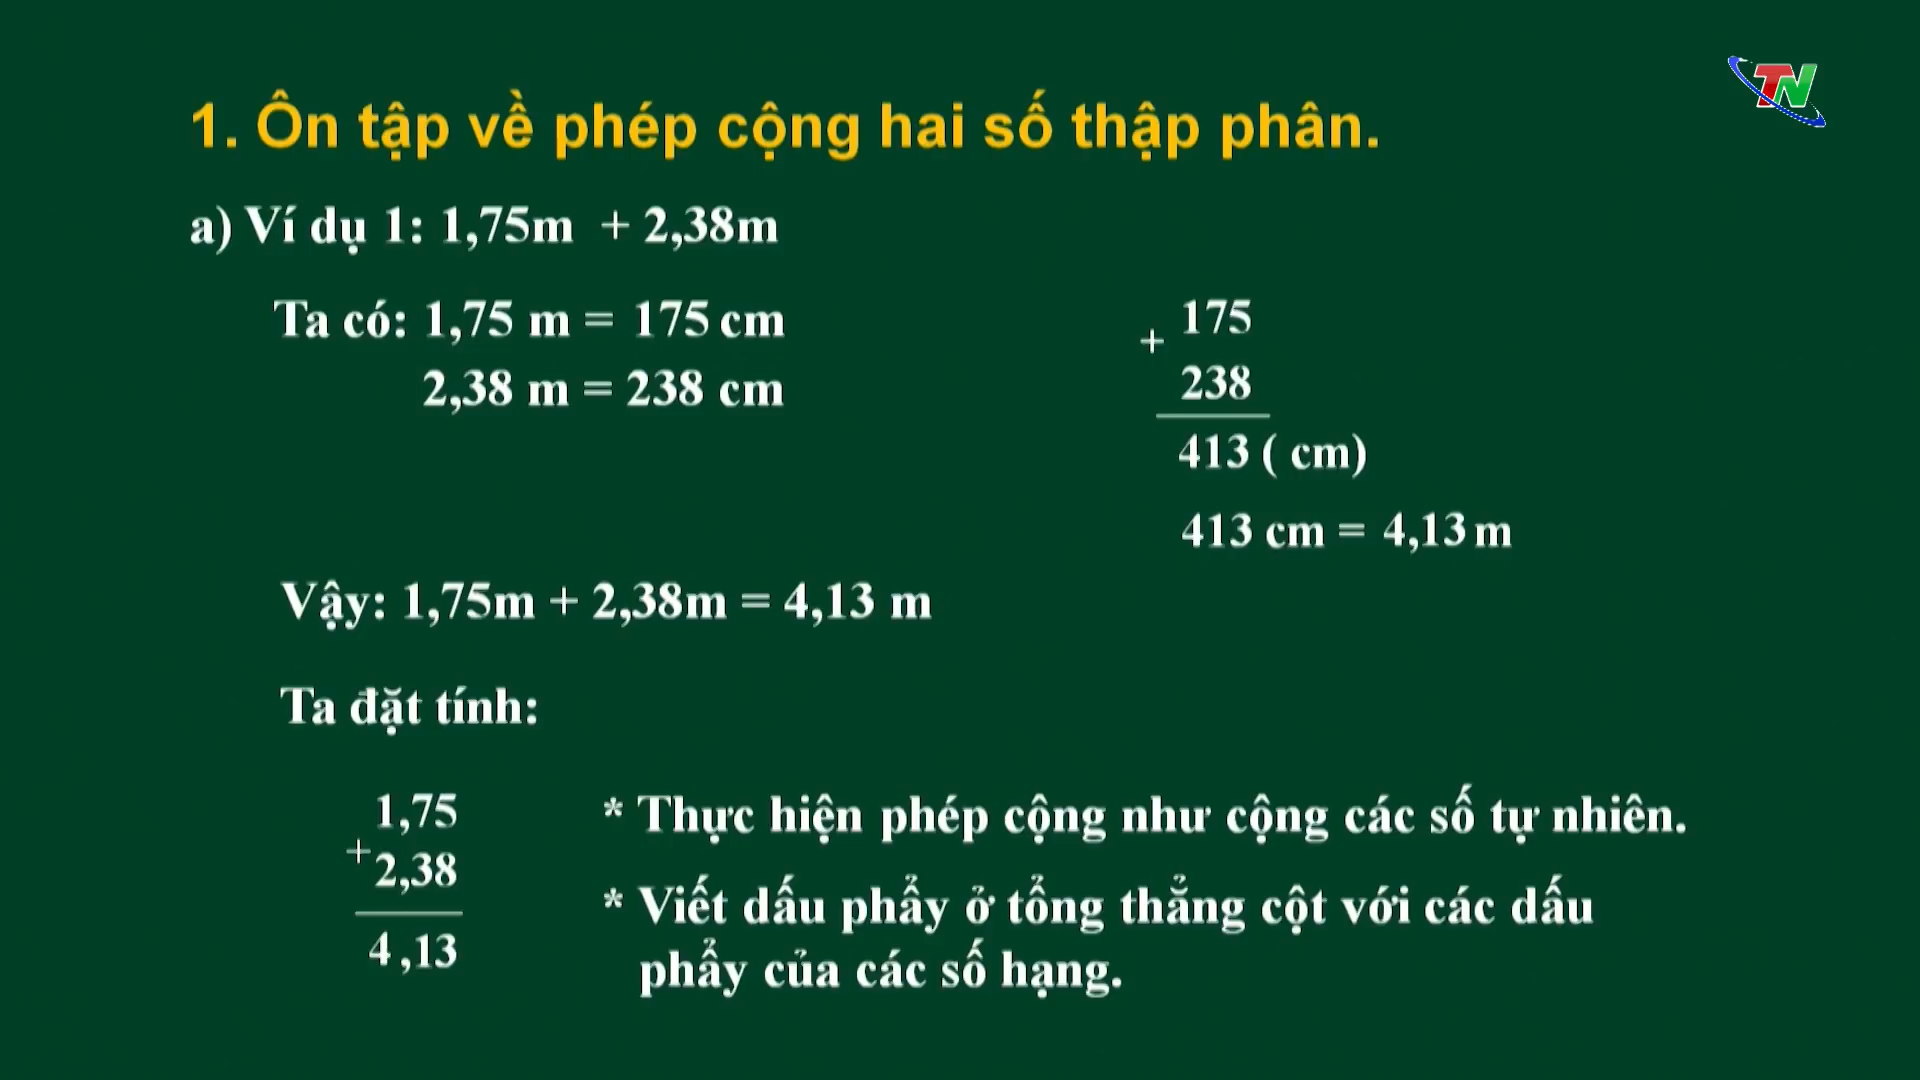 TN
1. Ôn tập về phép cộng hai số thập phân.
a) Ví dụ 1: 1,75m + 2,38m
Ta có: 1,75 m = 175 cm
2,38 m = 238 cm
175
+
238
413 ( cm)
413 cm = 4,13 m
Vậy: 1,75m + 2,38m = 4,13 m
Ta đặt tính:
1,75
+
2,38
4,13
* Thực hiện phép cộng như cộng các số tự nhiên.
* Viết dấu phẩy ở tổng thẳng cột với các dấu
phẩy của các số hạng.